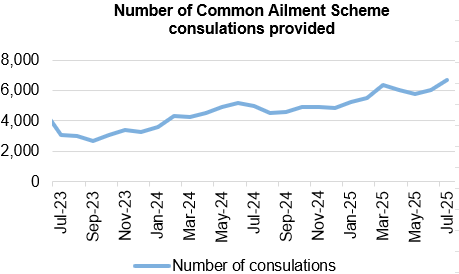 Number of Common Ailment Scheme
consulations provided
8,000
6,000
4,000
2,000
0
Jul-23
Sep-23
Nov-23
Jan-24
Mar-24
May-24
Jul-24
Sep-24
Nov-24
Jan-25
Mar-25
May-25
Jul-25
Number of consulations